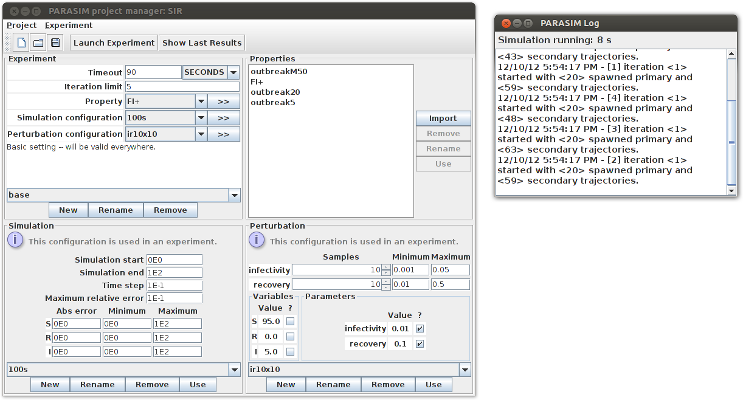 PARASIM project manager: SIR
Project Experiment
Launch Experiment Show Last Results
Experiment
Timeout 90 SECONDS
Iteration limit 5
Property FI+ >>
Simulation configuration 100s >>
Perturbation configuration ir10x10 >>
Basic setting -- will be valid everywhere.
base
New Rename Remove
Properties
outbreakM50
FI+
outbreak20
outbreak5
Import
Remove
Rename
Use
Simulation
i This configuration is used in an experiment.
Simulation start 0E0
Simulation end 1E2
Time step 1E-1
Maximum relative error 1E-1
Abs error Minimum Maximum
S 0E0 0E0 1E2
R 0E0 0E0 1E2
I 0E0 0E0 1E2
100s
New Rename Remove Use
Perturbation
i This configuration is used in an experiment.
Samples Minimum Maximum
infectivity 10 0.001 0.05
recovery 10 0.01 0.5
Variables
Value ?
S 95.0
R 0.0
I 5.0
Parameters
Value ?
infectivity 0.01
recovery 0.1
ir10x10
New Rename Remove Use
PARASIM Log
Simulation running: 8 s
<43> secondary trajectories.
12/10/12 5:54:17 PM - [1] iteration <1>
started with <20> spawned primary and
<59> secondary trajectories.
12/10/12 5:54:17 PM - [4] iteration <1>
started with <20> spawned primary and
<48> secondary trajectories.
12/10/12 5:54:17 PM - [3] iteration <1>
started with <20> spawned primary and
<63> secondary trajectories.
12/10/12 5:54:17 PM - [2] iteration <1>
started with <20> spawned primary and
<59> secondary trajectories.